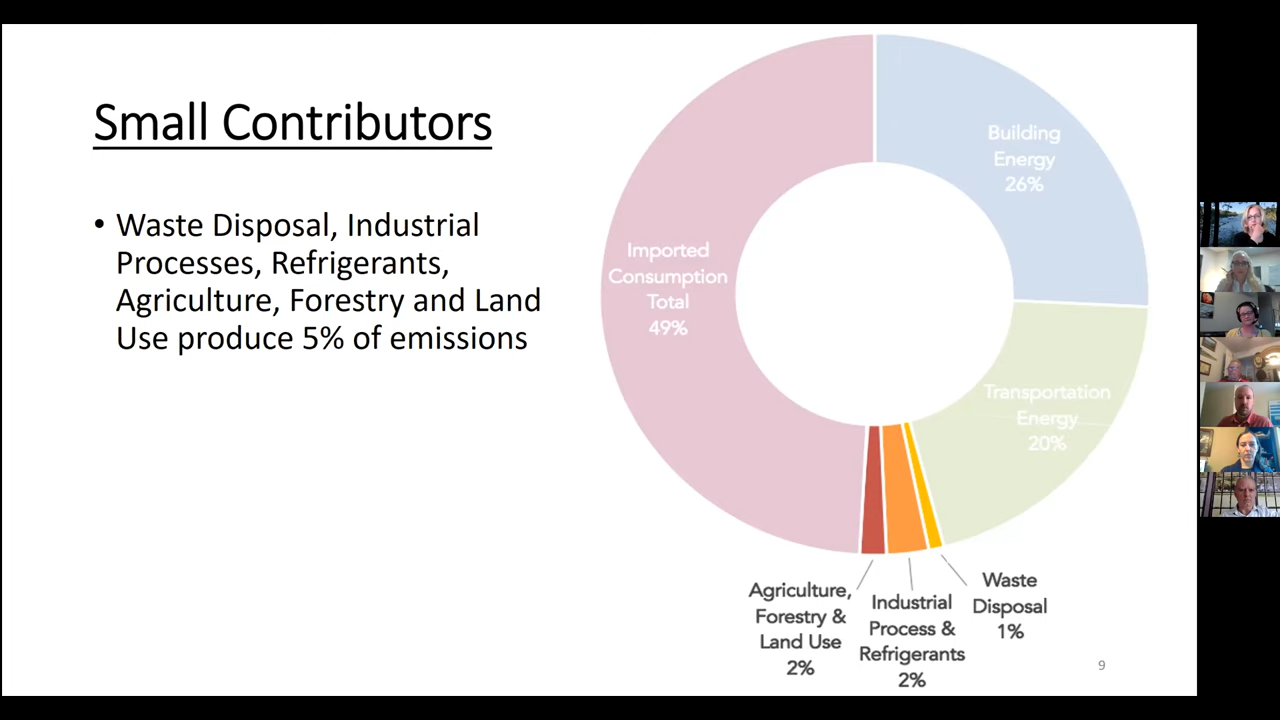 Small Contributors
• Waste Disposal, Industrial
Processes, Refrigerants,
Agriculture, Forestry and Land
Use produce 5% of emissions
Building
Energy
26%
Imported
Consumption
Total
49%
Transportation
Energy
20%
Agriculture,
Forestry &
Land Use
2%
Industrial
Process &
Refrigerants
2%
Waste
Disposal
1%
9